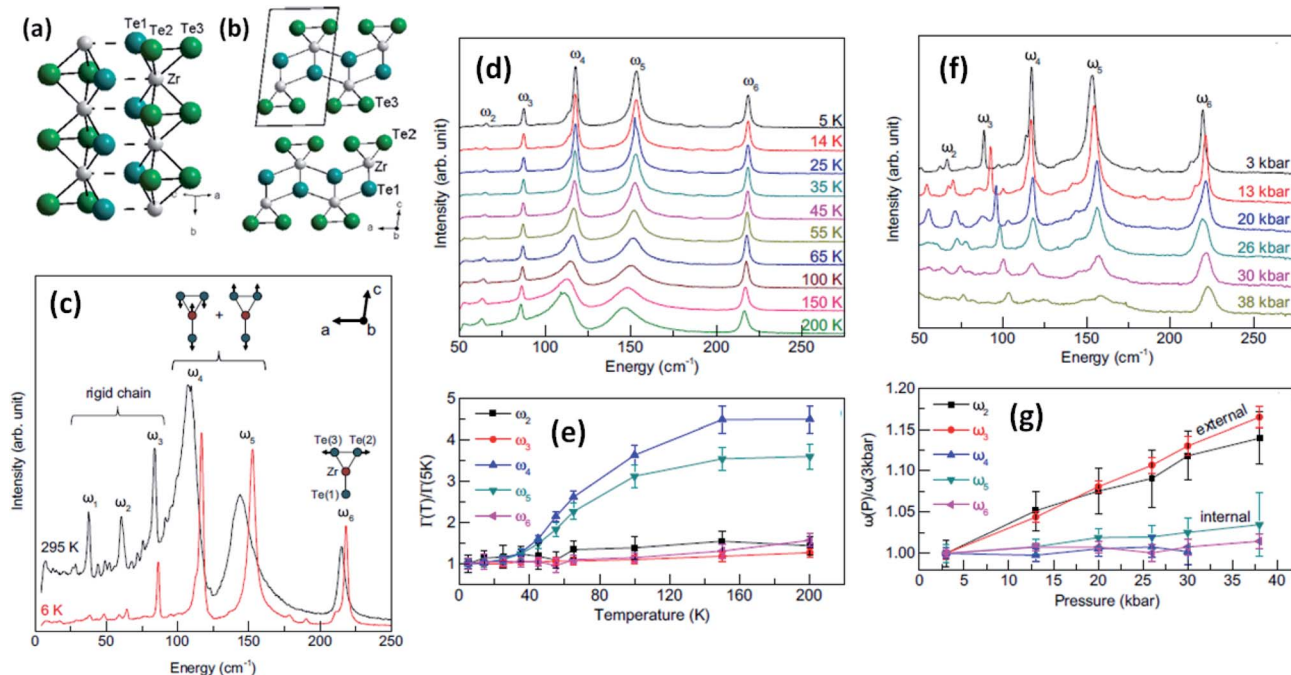 (a)
Te1
Te2
Te3
Zr
c
a
b
(b)
Te3
Te2
Zr
Te1
c
a
b
(c)
c
a
b
+
rigid chain
ω1
ω2
ω3
ω4
ω5
ω6
Te(3)
Te(2)
Zr
Te(1)
295 K
6 K
Intensity (arb. unit)
0 50 100 150 200 250
Energy (cm⁻¹)
(d)
ω2
ω3
ω4
ω5
ω6
5 K
14 K
25 K
35 K
45 K
55 K
65 K
100 K
150 K
200 K
Intensity (arb. unit)
50 100 150 200 250
Energy (cm⁻¹)
(e)
ω2
ω3
ω4
ω5
ω6
Γ(T)/Γ(5K)
5
4
3
2
1
0 20 40 60 80 100 120 140 160 180 200
Temperature (K)
(f)
ω2
ω3
ω4
ω5
ω6
3 kbar
13 kbar
20 kbar
26 kbar
30 kbar
38 kbar
Intensity (arb. unit)
50 100 150 200 250
Energy (cm⁻¹)
(g)
ω2
ω3
ω4
ω5
ω6
external
internal
ω(P)/ω(3kbar)
1.20
1.15
1.10
1.05
1.00
0 5 10 15 20 25 30 35 40
Pressure (kbar)